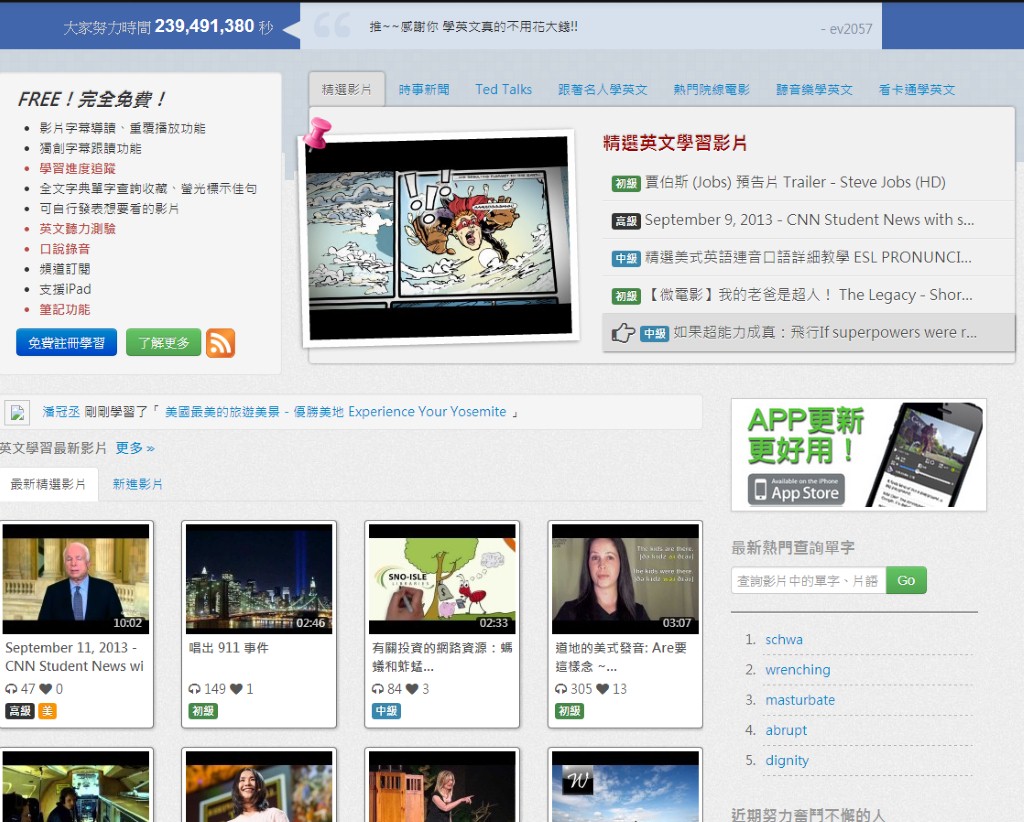 大家努力時間 239,491,380 秒
推~~感謝你 學英文真的不用花大錢!!
- ev2057
FREE！完全免費！
影片字幕導讀、重覆播放功能
獨創字幕跟讀功能
學習進度追蹤
全文字典單字查詢收藏、螢光標示佳句
可自行發表想要看的影片
英文聽力測驗
口說錄音
頻道訂閱
支援iPad
筆記功能
免費註冊學習 了解更多
精選影片 時事新聞 Ted Talks 跟著名人學英文 熱門院線電影 聽音樂學英文 看卡通學英文
精選英文學習影片
初級 賈伯斯 (Jobs) 預告片 Trailer - Steve Jobs (HD)
高級 September 9, 2013 - CNN Student News with s...
中級 精選美式英語連音口語詳細教學 ESL PRONUNCI...
初級 【微電影】我的老爸是超人！ The Legacy - Shor...
中級 如果超能力成真：飛行If superpowers were r...
潘冠丞 剛剛學習了「 美國最美的旅遊美景 - 優勝美地 Experience Your Yosemite 」
英文學習最新影片 更多 »
最新精選影片 新進影片
10:02
September 11, 2013 -
CNN Student News wi
47 0
高級 美
02:46
唱出 911 事件
149 1
初級
SNO-ISLE
LIBRARIES
02:33
有關投資的網路資源：螞
蟻和蚱蜢...
84 3
中級
The kids are there.
The kids were there.
03:07
道地的美式發音: Are要
這樣念 ~...
305 13
初級
W
APP更新
更好用！
Available on the iPhone
App Store
最新熱門查詢單字
查詢影片中的單字、片語 Go
1. schwa
2. wrenching
3. masturbate
4. abrupt
5. dignity
近期努力奮鬥不懈的人